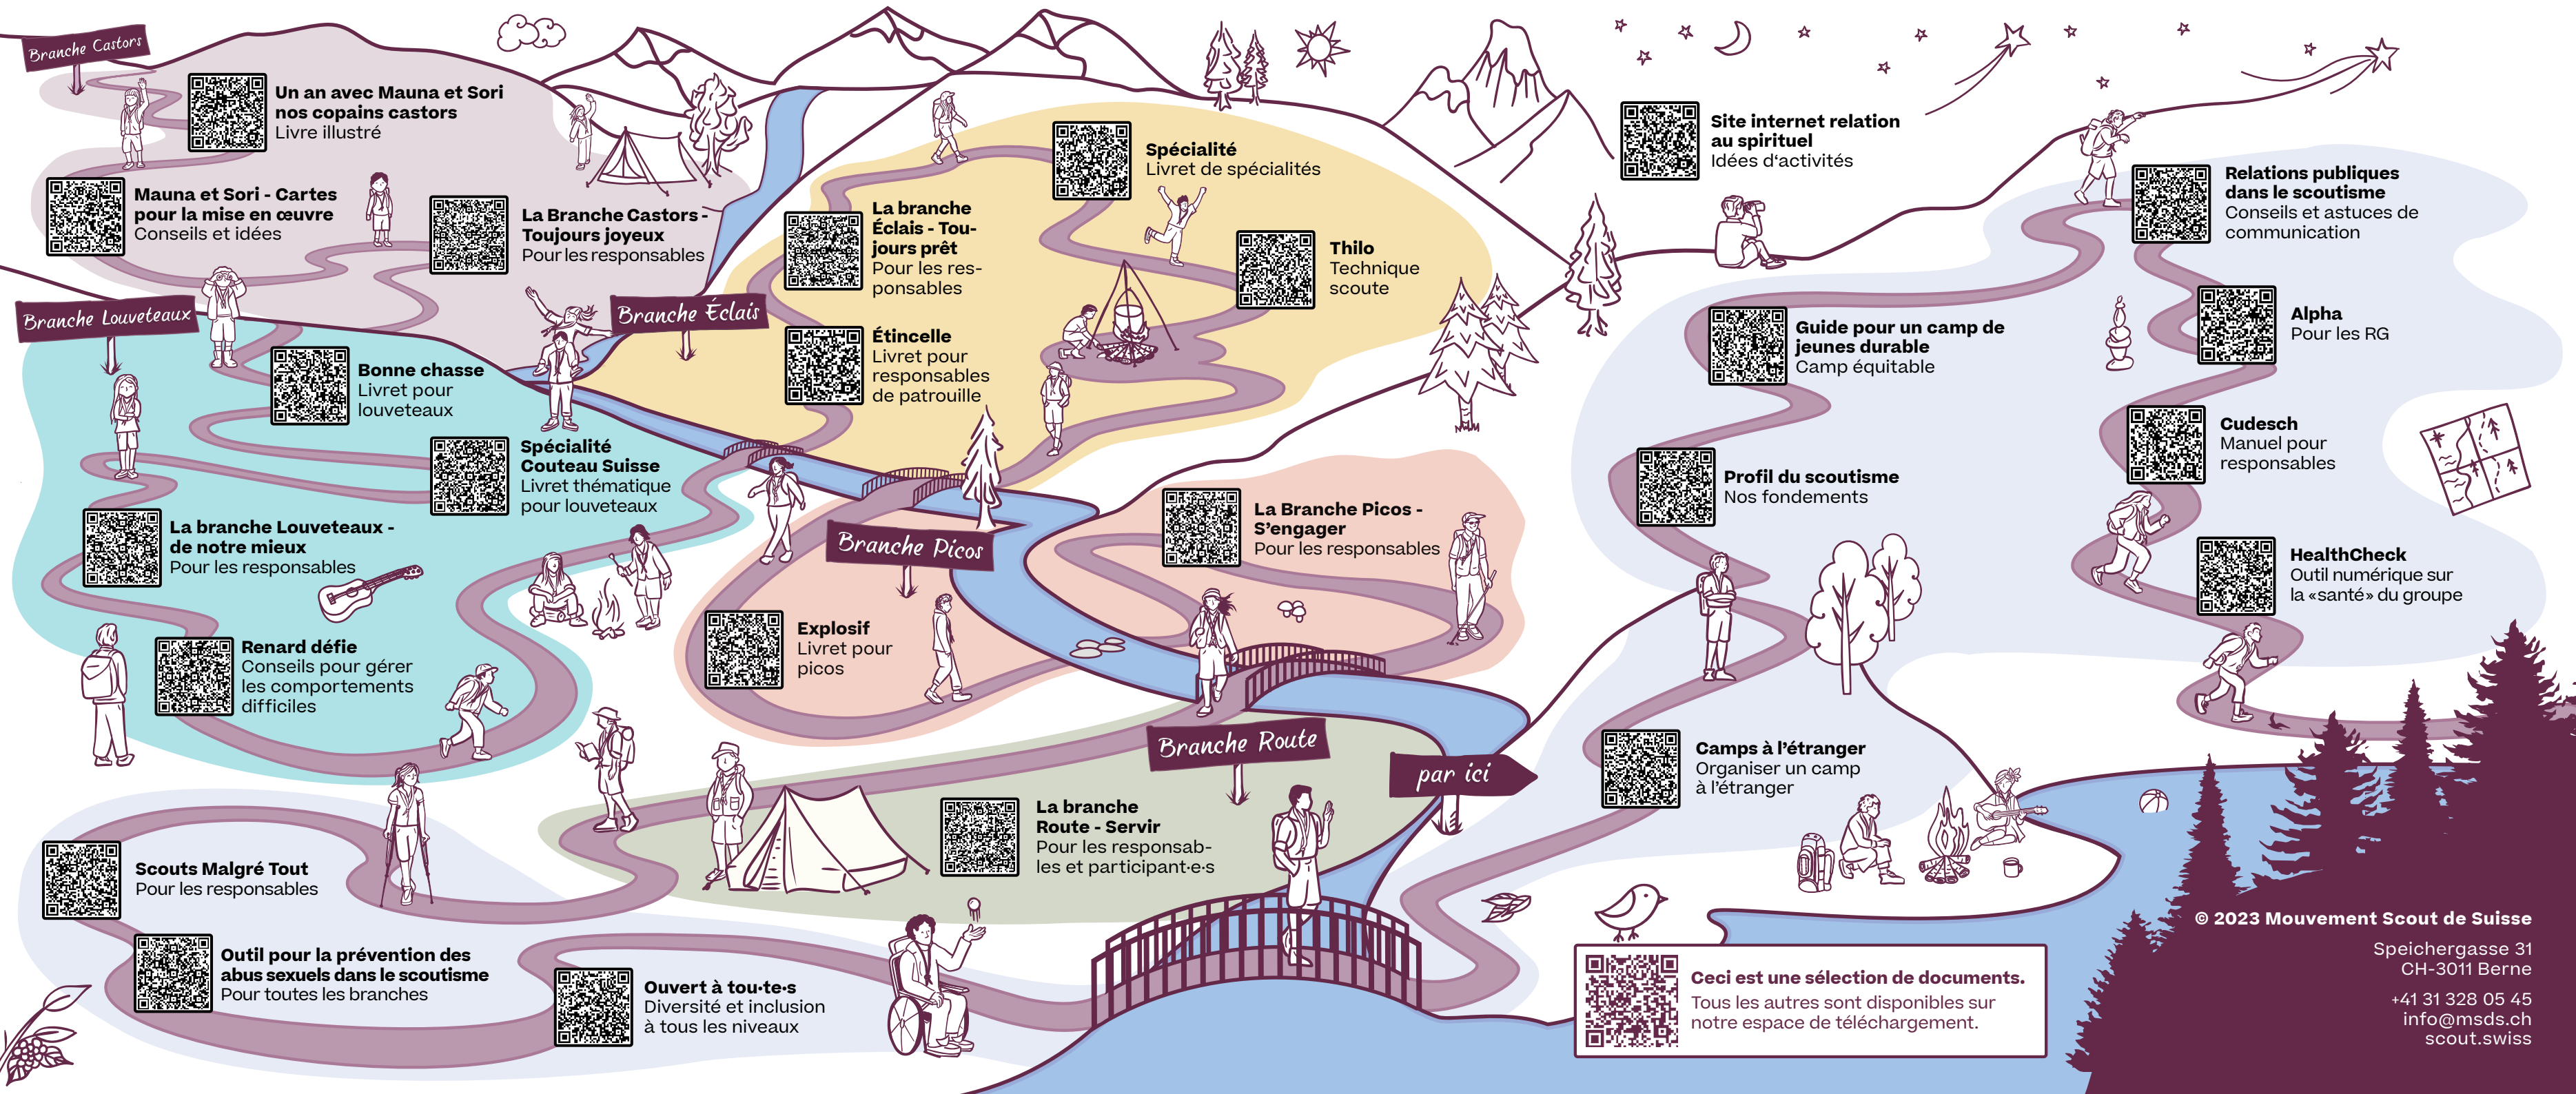 Branche Castors
Un an avec Mauna et Sori
nos copains castors
Livre illustré
Mauna et Sori - Cartes
pour la mise en œuvre
Conseils et idées
La Branche Castors -
Toujours joyeux
Pour les responsables
Branche Louveteaux
Bonne chasse
Livret pour
louveteaux
Spécialité
Couteau Suisse
Livret thématique
pour louveteaux
La branche Louveteaux -
de notre mieux
Pour les responsables
Renard défie
Conseils pour gérer
les comportements
difficiles
Branche Éclais
La branche
Éclais - Tou-
jours prêt
Pour les res-
ponsables
Étincelle
Livret pour
responsables
de patrouille
Spécialité
Livret de spécialités
Thilo
Technique
scoute
Branche Picos
Explosif
Livret pour
picos
La Branche Picos -
S’engager
Pour les responsables
Branche Route
La branche
Route - Servir
Pour les responsab-
les et participant·e·s
par ici
Scouts Malgré Tout
Pour les responsables
Outil pour la prévention des
abus sexuels dans le scoutisme
Pour toutes les branches
Ouvert à tou·te·s
Diversité et inclusion
à tous les niveaux
Site internet relation
au spirituel
Idées d‘activités
Guide pour un camp de
jeunes durable
Camp équitable
Profil du scoutisme
Nos fondements
Camps à l’étranger
Organiser un camp
à l’étranger
Relations publiques
dans le scoutisme
Conseils et astuces de
communication
Alpha
Pour les RG
Cudesch
Manuel pour
responsables
HealthCheck
Outil numérique sur
la «santé» du groupe
Ceci est une sélection de documents.
Tous les autres sont disponibles sur
notre espace de téléchargement.
© 2023 Mouvement Scout de Suisse
Speichergasse 31
CH-3011 Berne
+41 31 328 05 45
info@msds.ch
scout.swiss